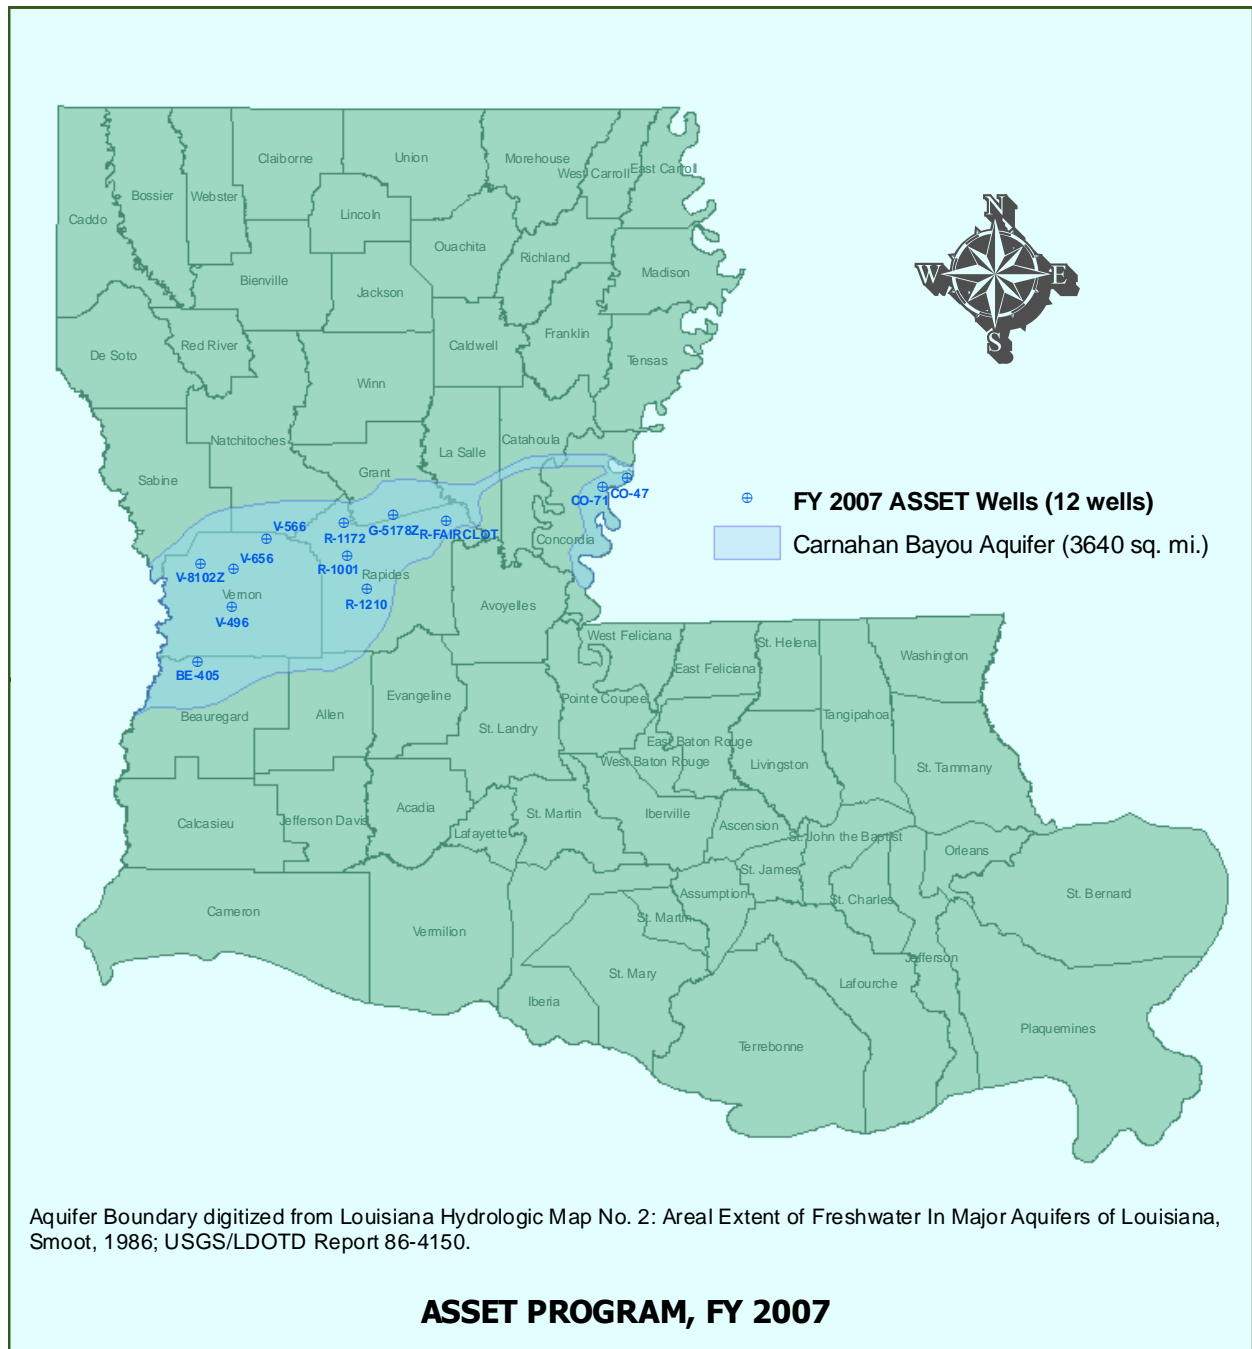 Claiborne
Union
Morehouse
West Carroll
East Carroll
Bossier
Webster
Caddo
Lincoln
Ouachita
Richland
Madison
Bienville
Jackson
De Soto
Red River
Caldwell
Franklin
Tensas
Winn
Natchitoches
Catahoula
La Salle
Sabine
Grant
Concordia
Rapides
Vernon
Avoyelles
CO-71
CO-47
V-566
R-1172
G-5178Z
R-FAIRCLOT
V-656
R-1001
V-8102Z
R-1210
V-496
BE-405
N
W
E
S
FY 2007 ASSET Wells (12 wells)
Carnahan Bayou Aquifer (3640 sq. mi.)
West Feliciana
St. Helena
Washington
East Feliciana
Evangeline
Pointe Coupee
Beauregard
Allen
St. Landry
Tangipahoa
East Baton Rouge
West Baton Rouge
Livingston
St. Tammany
Calcasieu
Jefferson Davis
Acadia
Lafayette
St. Martin
Iberville
Ascension
St. John the Baptist
Orleans
St. James
Assumption
St. Charles
St. Bernard
Cameron
Vermilion
St. Martin
Jefferson
St. Mary
Lafourche
Iberia
Plaquemines
Terrebonne
Aquifer Boundary digitized from Louisiana Hydrologic Map No. 2: Areal Extent of Freshwater In Major Aquifers of Louisiana,
Smoot, 1986; USGS/LDOTD Report 86-4150.
ASSET PROGRAM, FY 2007